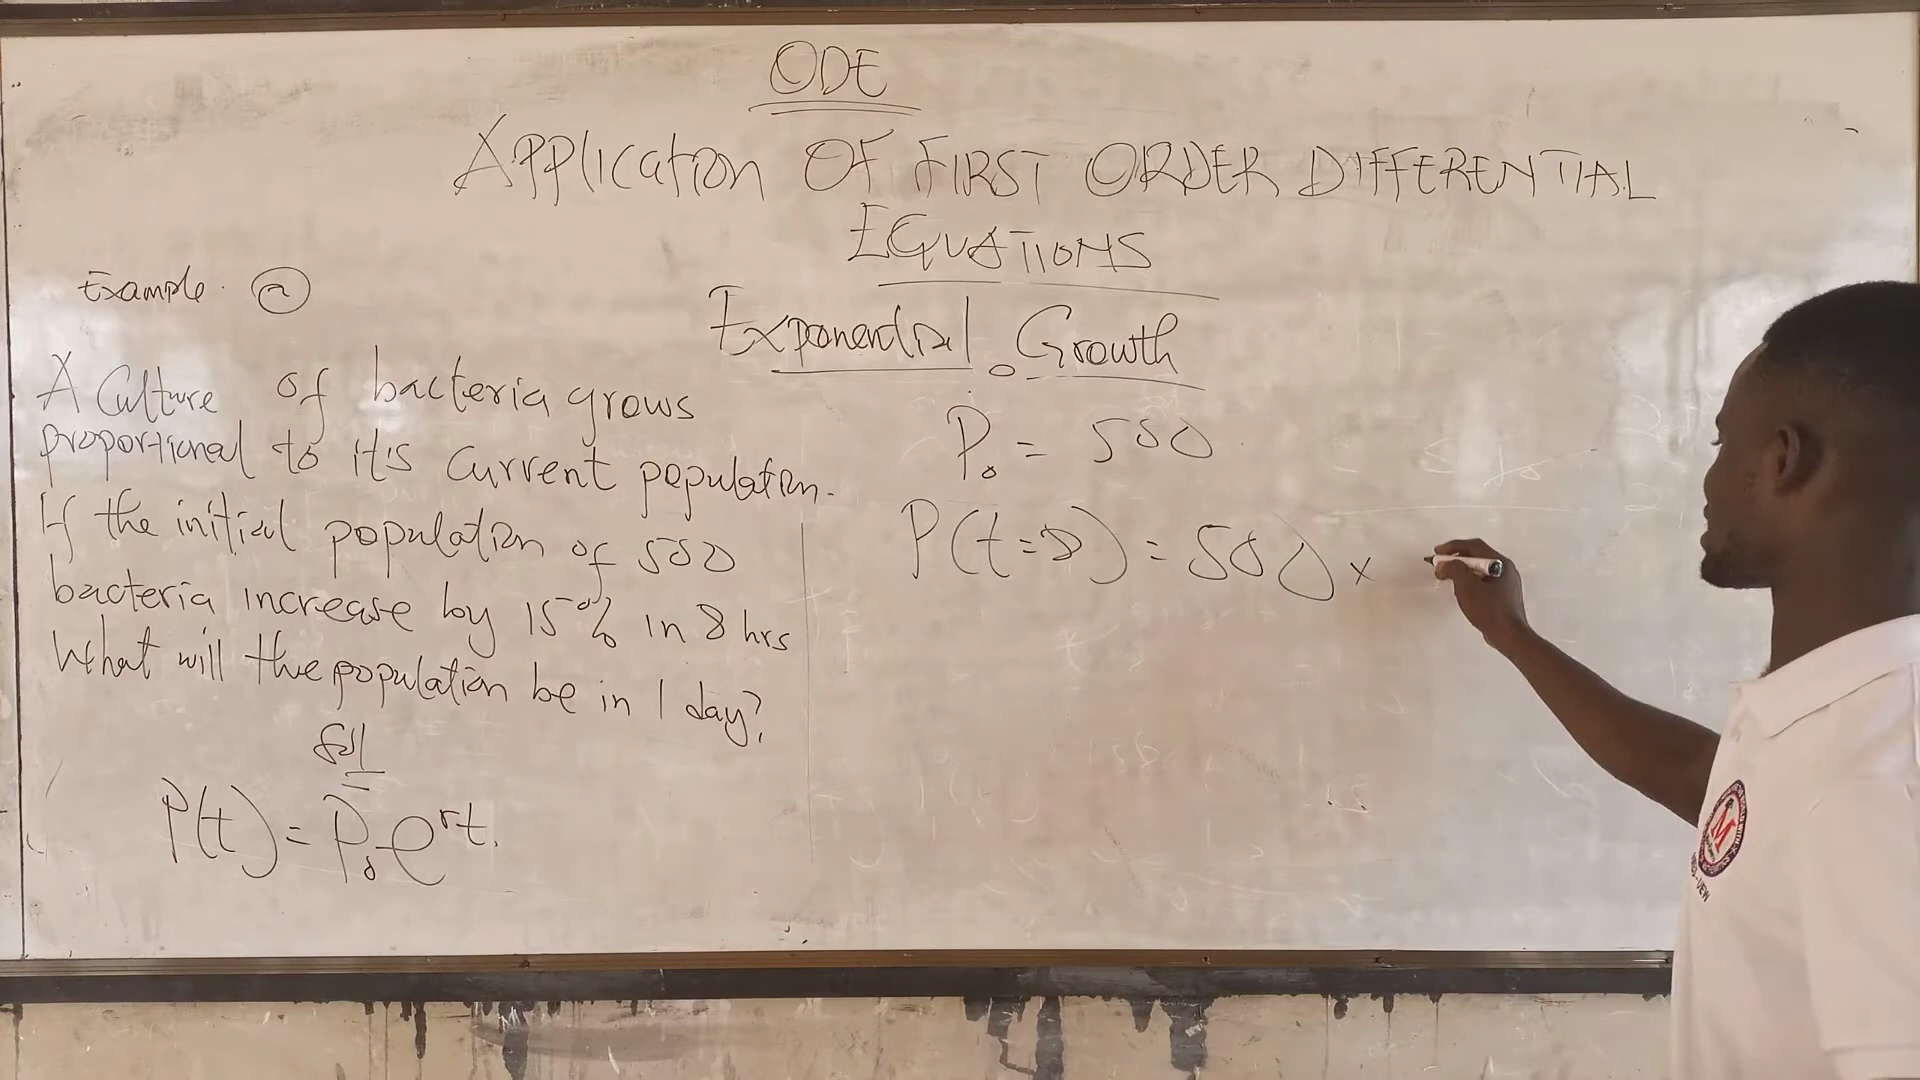 ODE
APPlication OF FIRST ORDER DIFFERENTIAL
EQUATIONS
Exponential Growth
Example 2
A Culture of bacteria grows
proportional to it's current population.
If the initial population of 500
bacteria increase by 15% in 8 hrs
What will the population be in 1 day?
Sol
P(t) = P₀e^rt.
P₀ = 500
P(t=8) = 500 ×
M